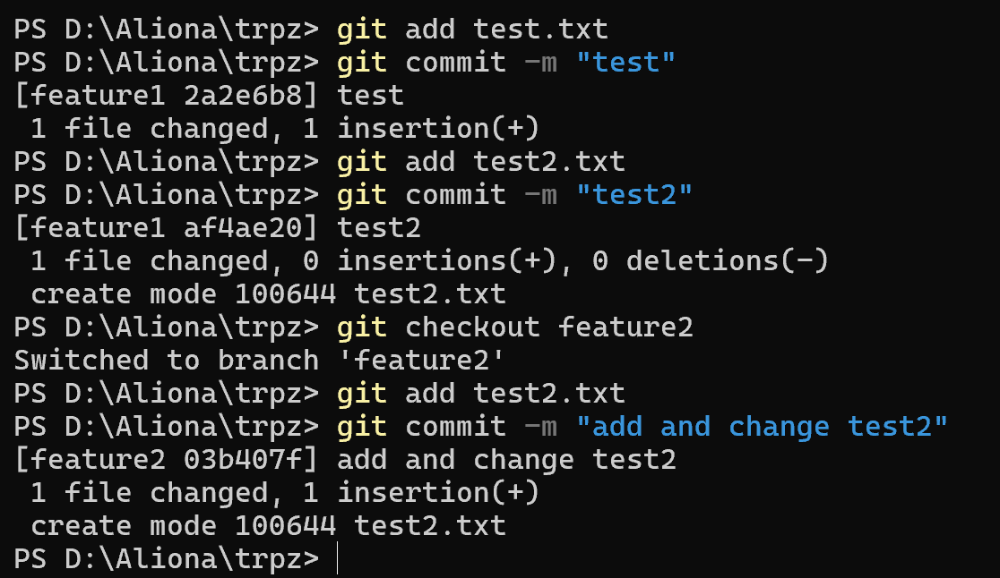 PS D:\Aliona\trpz> git add test.txt
PS D:\Aliona\trpz> git commit -m "test"
[feature1 2a2e6b8] test
 1 file changed, 1 insertion(+)
PS D:\Aliona\trpz> git add test2.txt
PS D:\Aliona\trpz> git commit -m "test2"
[feature1 af4ae20] test2
 1 file changed, 0 insertions(+), 0 deletions(-)
 create mode 100644 test2.txt
PS D:\Aliona\trpz> git checkout feature2
Switched to branch 'feature2'
PS D:\Aliona\trpz> git add test2.txt
PS D:\Aliona\trpz> git commit -m "add and change test2"
[feature2 03b407f] add and change test2
 1 file changed, 1 insertion(+)
 create mode 100644 test2.txt
PS D:\Aliona\trpz>